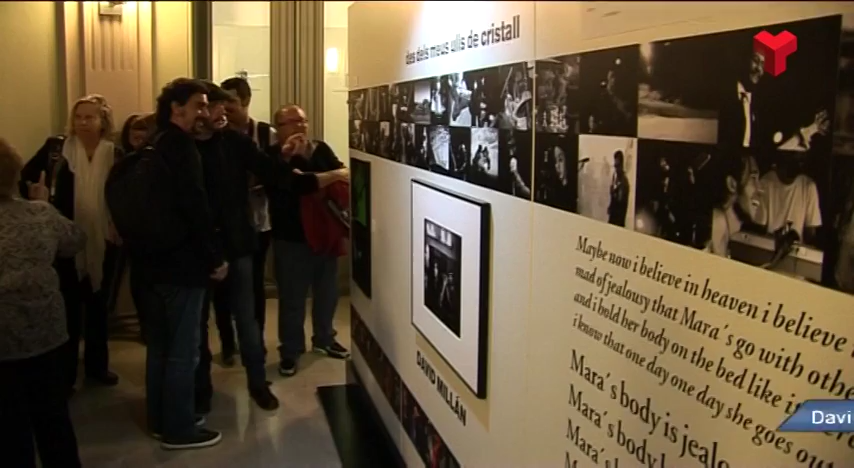 des dels meus ulls de cristall
DAVID MILLÁN
Maybe now i believe in heaven i believe
mad of jealousy that Mara's go with
and i hold her body on the bed like
i know that one day one day she goes out
Mara's body is
Mara's body
Mara's
Davi